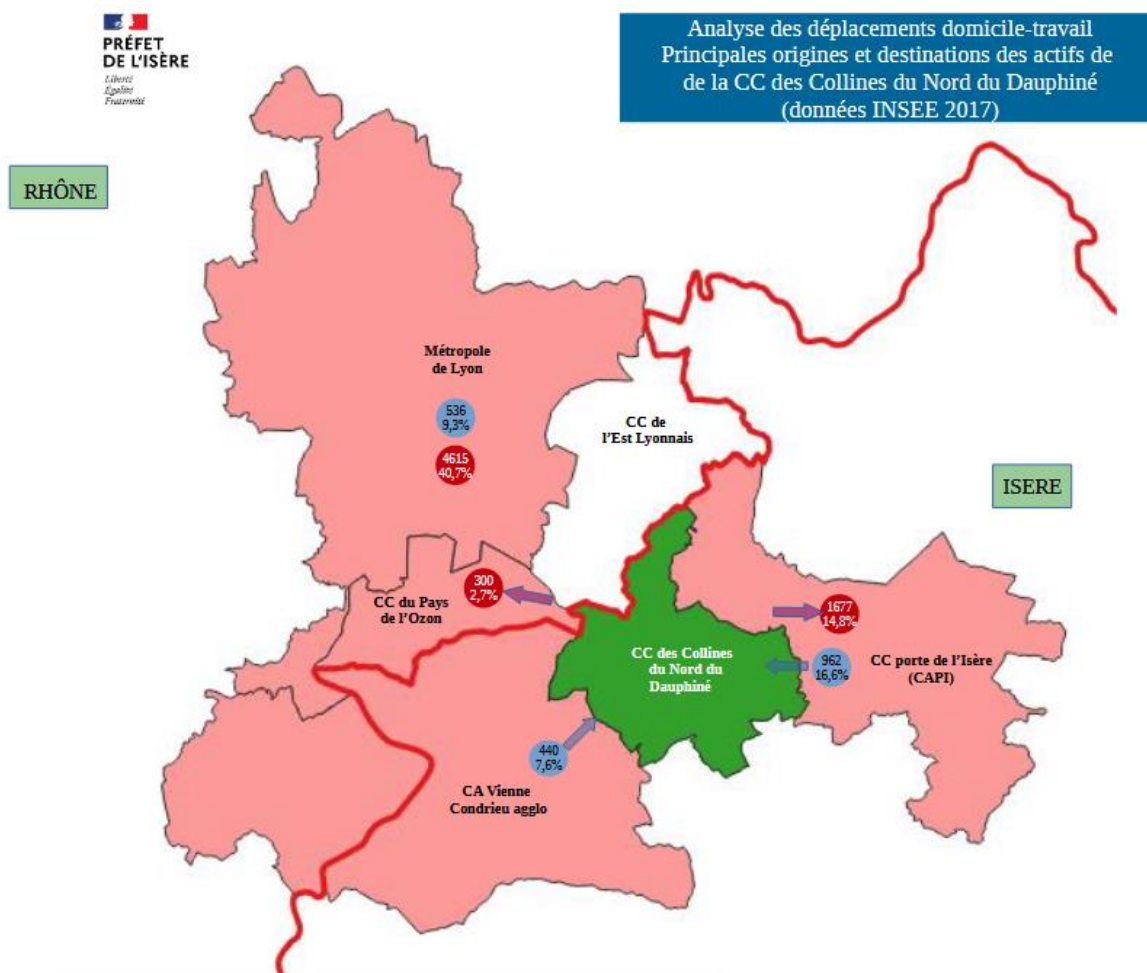 PRÉFET
DE L'ISÈRE
Liberté
Égalité
Fraternité
Analyse des déplacements domicile-travail
Principales origines et destinations des actifs de
de la CC des Collines du Nord du Dauphiné
(données INSEE 2017)
RHÔNE
Métropole
de Lyon
536
9,3%
4615
40,7%
CC de
l'Est Lyonnais
ISERE
300
2,7%
CC du Pays
de l'Ozon
1677
14,8%
CC des Collines
du Nord du
Dauphiné
962
16,6%
CC porte de l'Isère
(CAPI)
440
7,6%
CA Vienne
Condrieu agglo